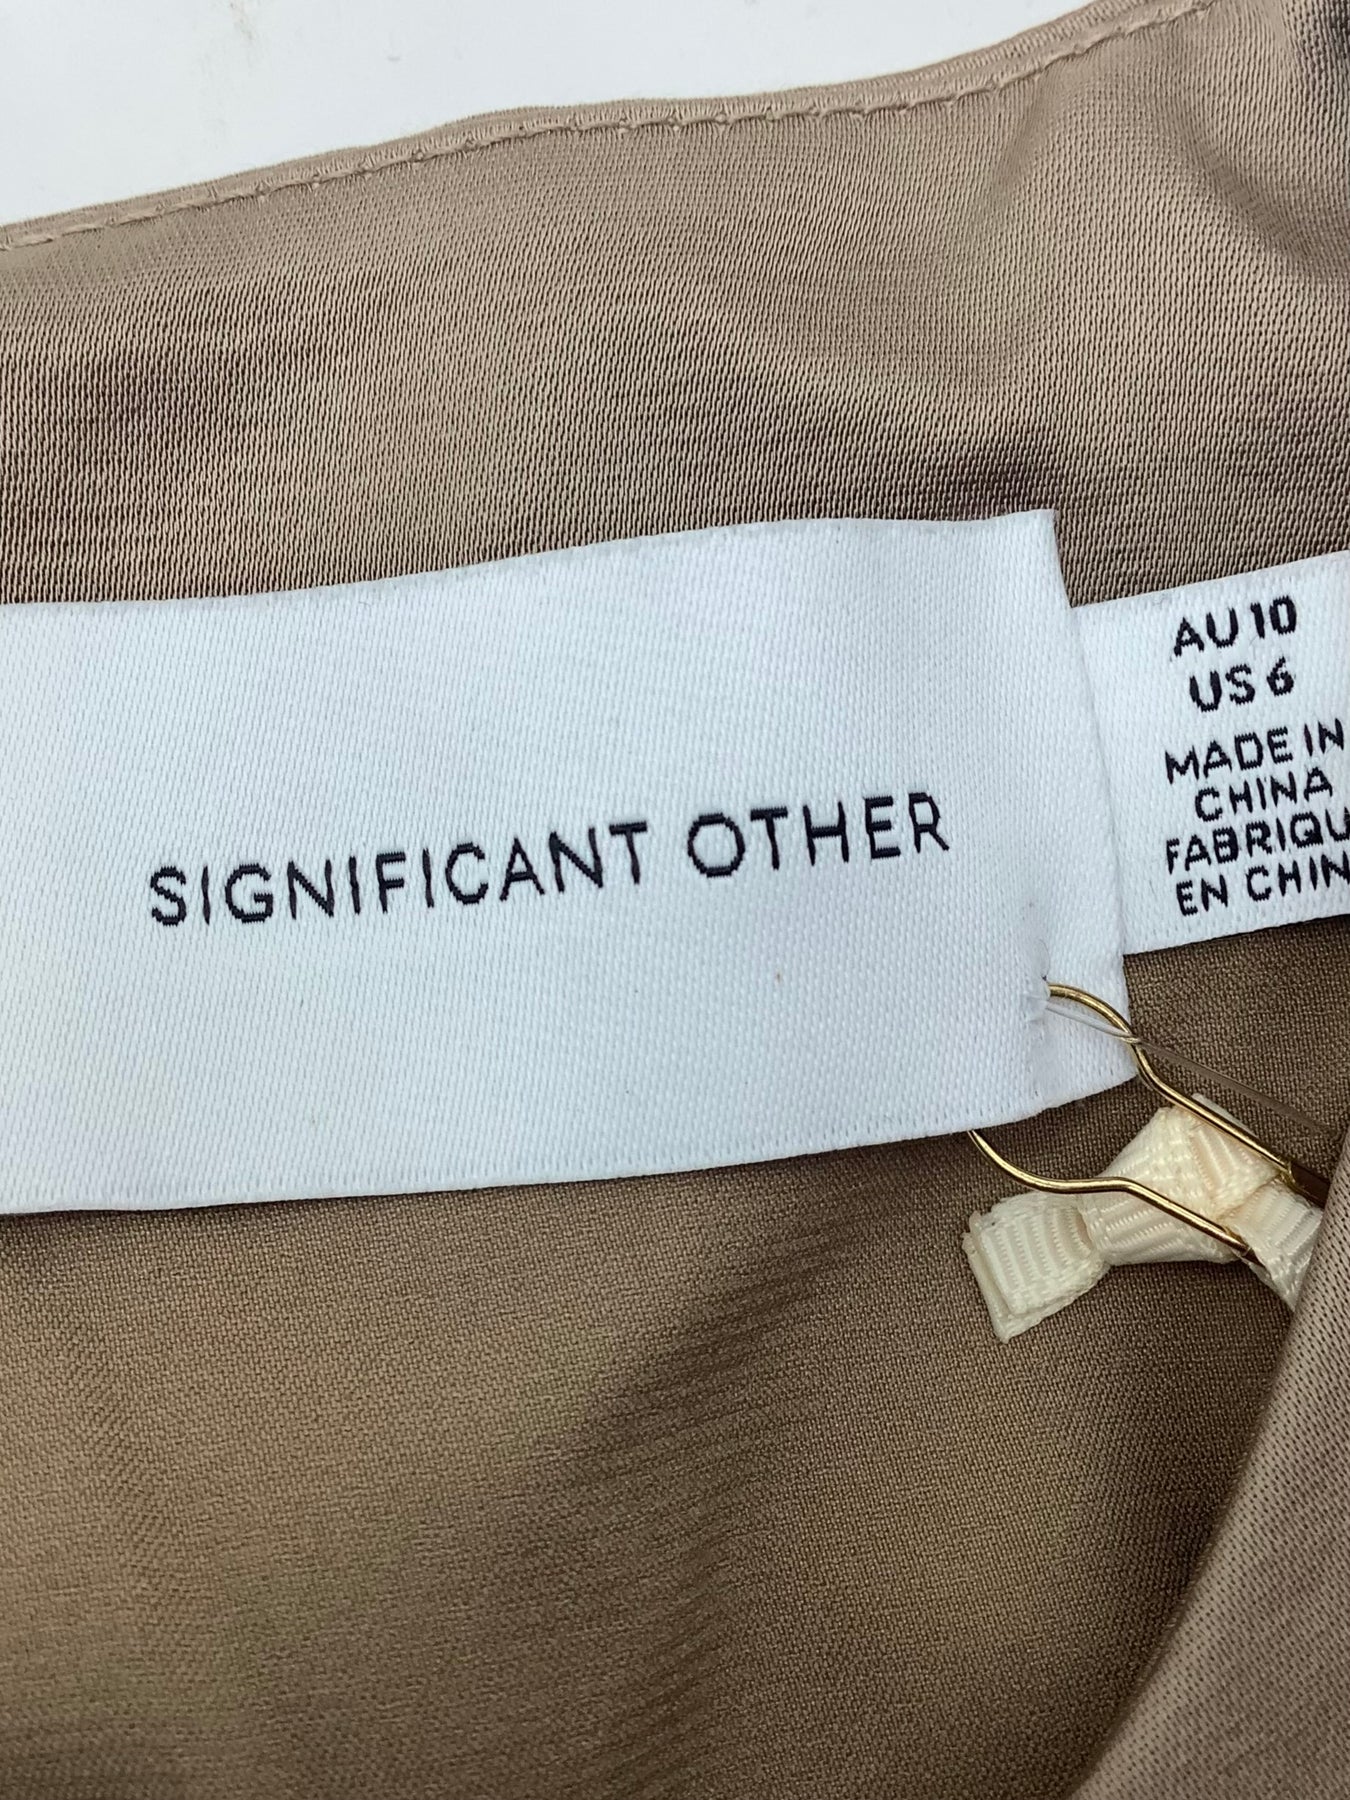 SIGNIFICANT OTHER
AU 10
US 6
MADE IN
CHINA
FABRIQU
EN CHIN